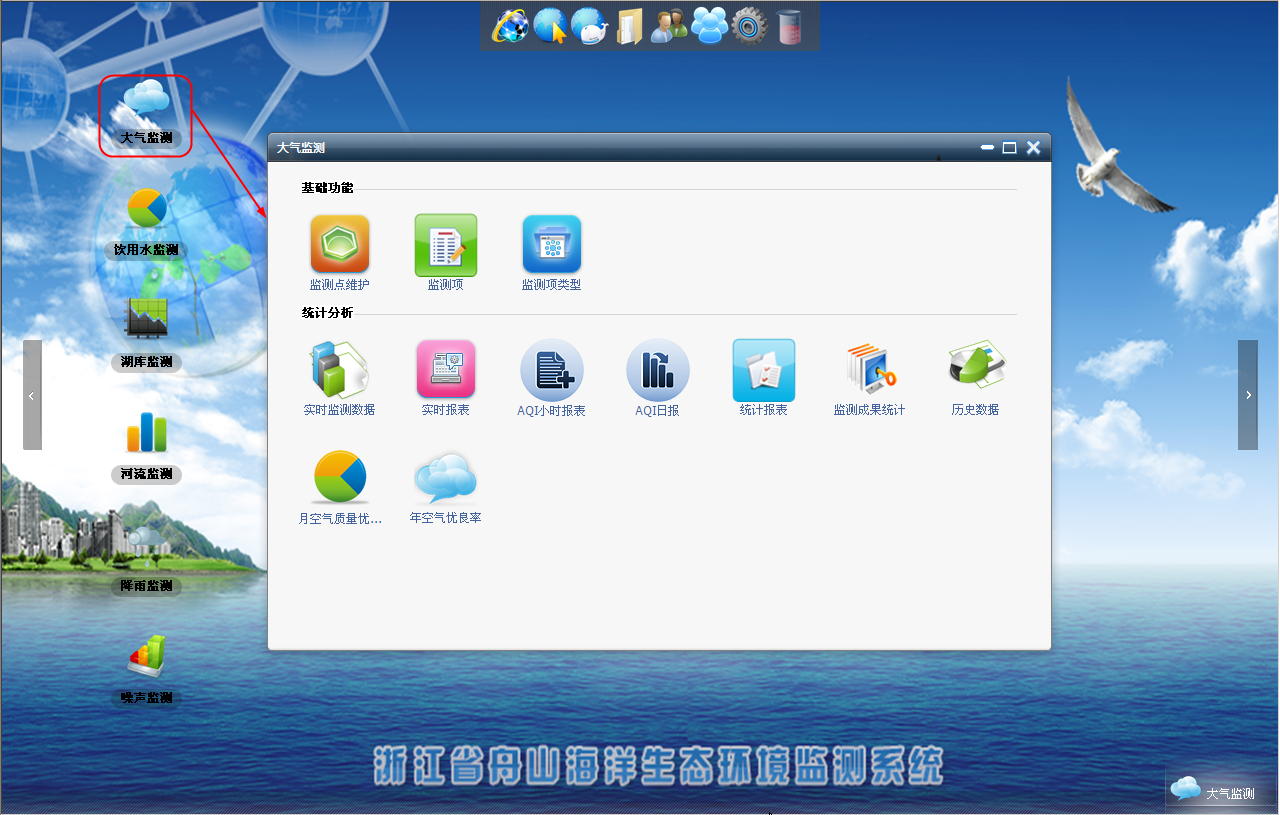 大气监测
饮用水监测
湖库监测
河流监测
降雨监测
噪声监测
大气监测
基础功能
监测点维护
监测项
监测项类型
统计分析
实时监测数据
实时报表
AQI小时报表
AQI日报
统计报表
监测成果统计
历史数据
月空气质量优...
年空气优良率
浙江省舟山海洋生态环境监测系统
大气监测